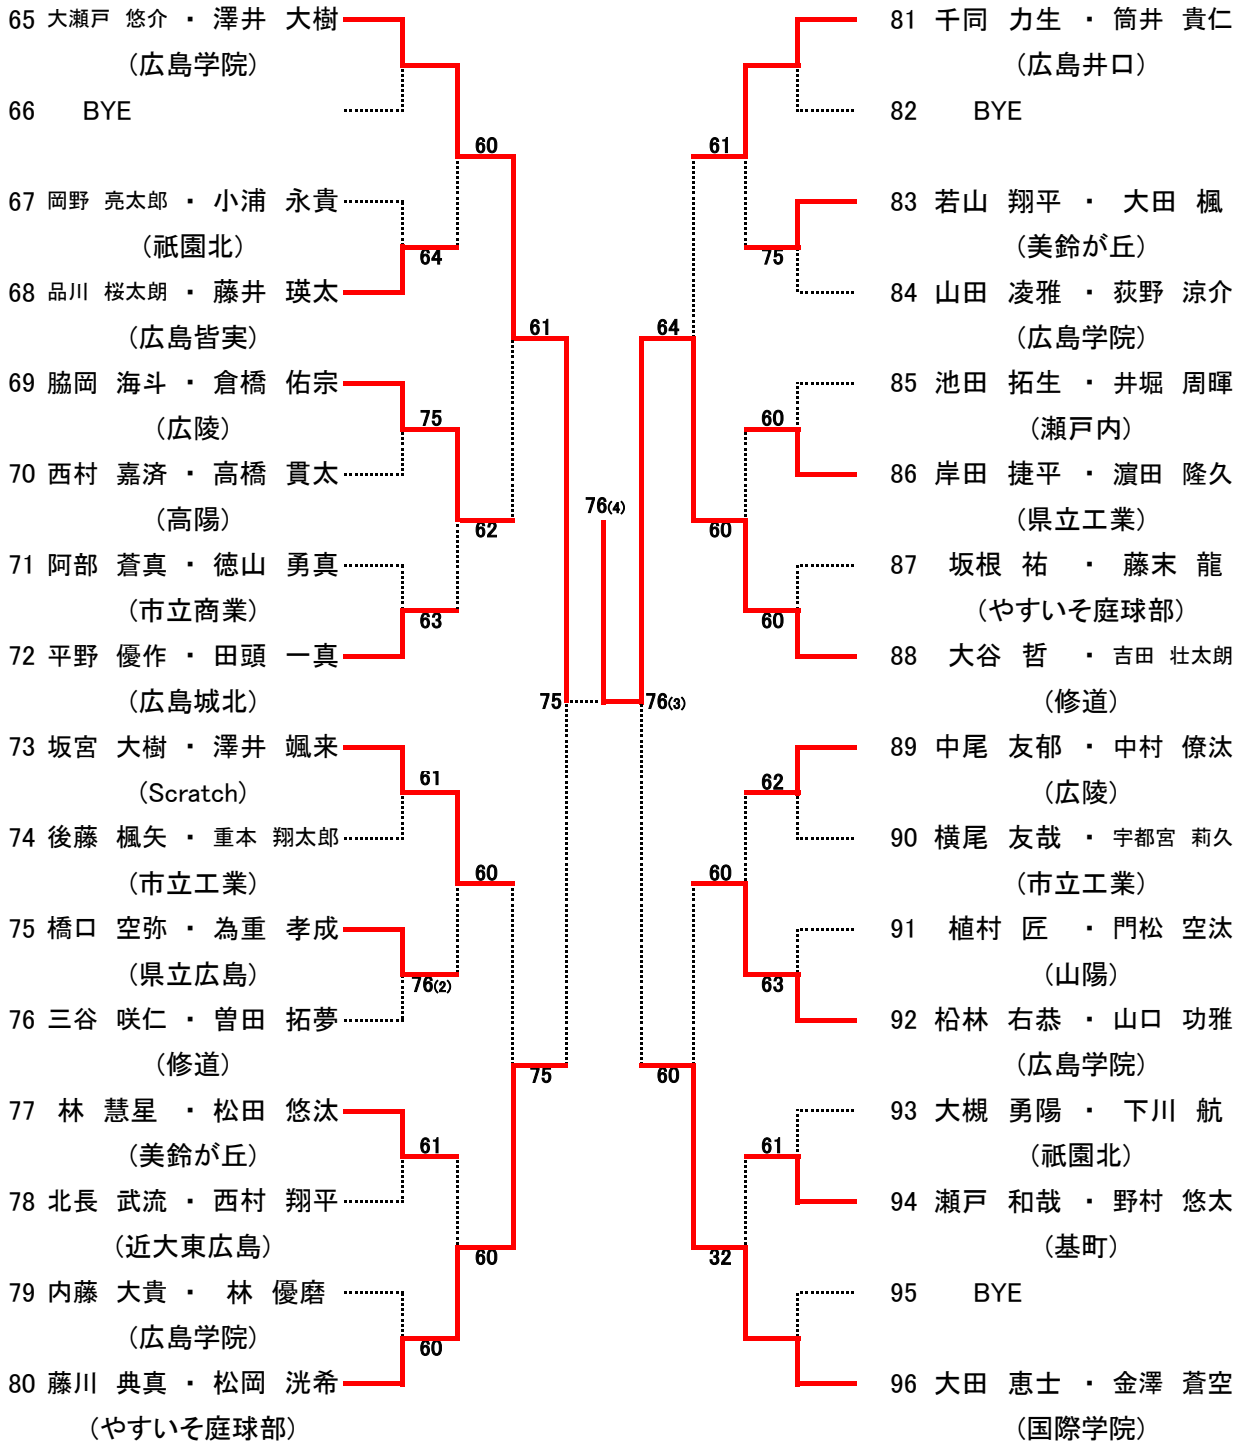 65 大瀬戸 悠介 ・ 澤井 大樹
(広島学院)
66 BYE
67 岡野 亮太郎 ・ 小浦 永貴
(祇園北)
68 品川 桜太朗 ・ 藤井 瑛太
(広島皆実)
69 脇岡 海斗 ・ 倉橋 佑宗
(広陵)
70 西村 嘉済 ・ 高橋 貫太
(高陽)
71 阿部 蒼真 ・ 徳山 勇真
(市立商業)
72 平野 優作 ・ 田頭 一真
(広島城北)
73 坂宮 大樹 ・ 澤井 颯来
(Scratch)
74 後藤 楓矢 ・ 重本 翔太郎
(市立工業)
75 橋口 空弥 ・ 為重 孝成
(県立広島)
76 三谷 咲仁 ・ 曽田 拓夢
(修道)
77 林 慧星 ・ 松田 悠汰
(美鈴が丘)
78 北長 武流 ・ 西村 翔平
(近大東広島)
79 内藤 大貴 ・ 林 優磨
(広島学院)
80 藤川 典真 ・ 松岡 洸希
(やすいそ庭球部)
60
64
61
75
62
63
75
61
60
76(2)
75
61
60
60
76(4)
76(3)
61
75
64
60
60
60
62
60
63
60
61
32
81 千同 力生 ・ 筒井 貴仁
(広島井口)
82 BYE
83 若山 翔平 ・ 大田 楓
(美鈴が丘)
84 山田 凌雅 ・ 荻野 涼介
(広島学院)
85 池田 拓生 ・ 井堀 周暉
(瀬戸内)
86 岸田 捷平 ・ 濵田 隆久
(県立工業)
87 坂根 祐 ・ 藤末 龍
(やすいそ庭球部)
88 大谷 哲 ・ 吉田 壮太朗
(修道)
89 中尾 友郁 ・ 中村 僚汰
(広陵)
90 横尾 友哉 ・ 宇都宮 莉久
(市立工業)
91 植村 匠 ・ 門松 空汰
(山陽)
92 枩林 右恭 ・ 山口 功雅
(広島学院)
93 大槻 勇陽 ・ 下川 航
(祇園北)
94 瀬戸 和哉 ・ 野村 悠太
(基町)
95 BYE
96 大田 恵士 ・ 金澤 蒼空
(国際学院)